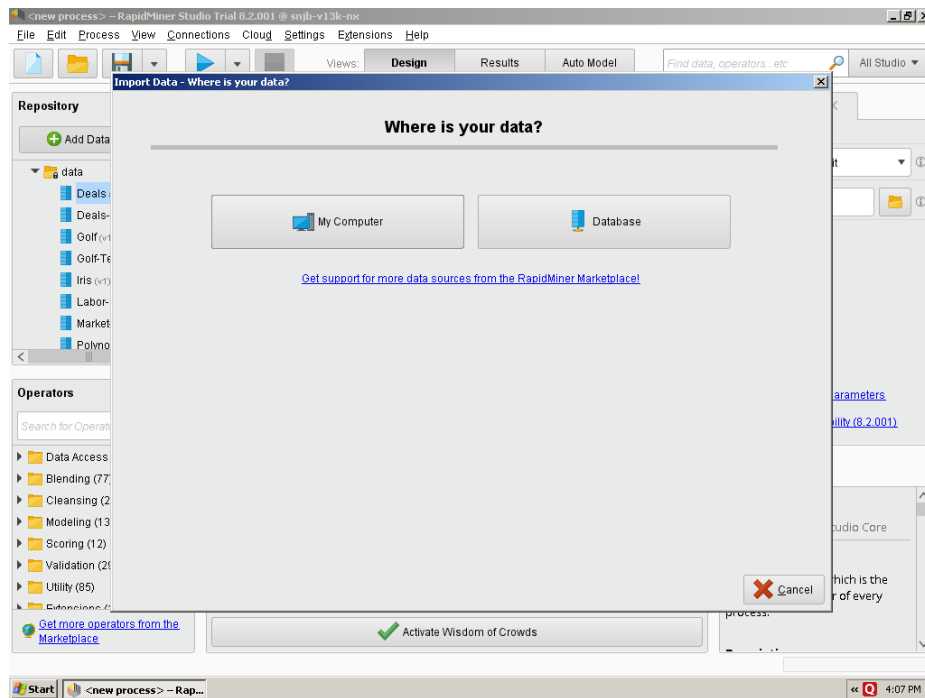 <new process> – RapidMiner Studio Trial 8.2.001 @ snjb-v13k-nx
File Edit Process View Connections Cloud Settings Extensions Help
Views: Design Results Auto Model Find data, operators...etc All Studio
Import Data - Where is your data?
Repository
Where is your data?
Add Data
data
Deals
Deals-
Golf (v1
Golf-Te
Iris (v1)
Labor-
Market
Polyno
My Computer
Database
Get support for more data sources from the RapidMiner Marketplace!
Operators
Search for Operat
Data Access
Blending (77)
Cleansing (2
Modeling (13
Scoring (12)
Validation (29
Utility (85)
Extensions (
Get more operators from the
Marketplace
Activate Wisdom of Crowds
it
arameters
ility (8.2.001)
udio Core
hich is the
r of every
process.
Cancel
Start
<new process> – Rap...
4:07 PM